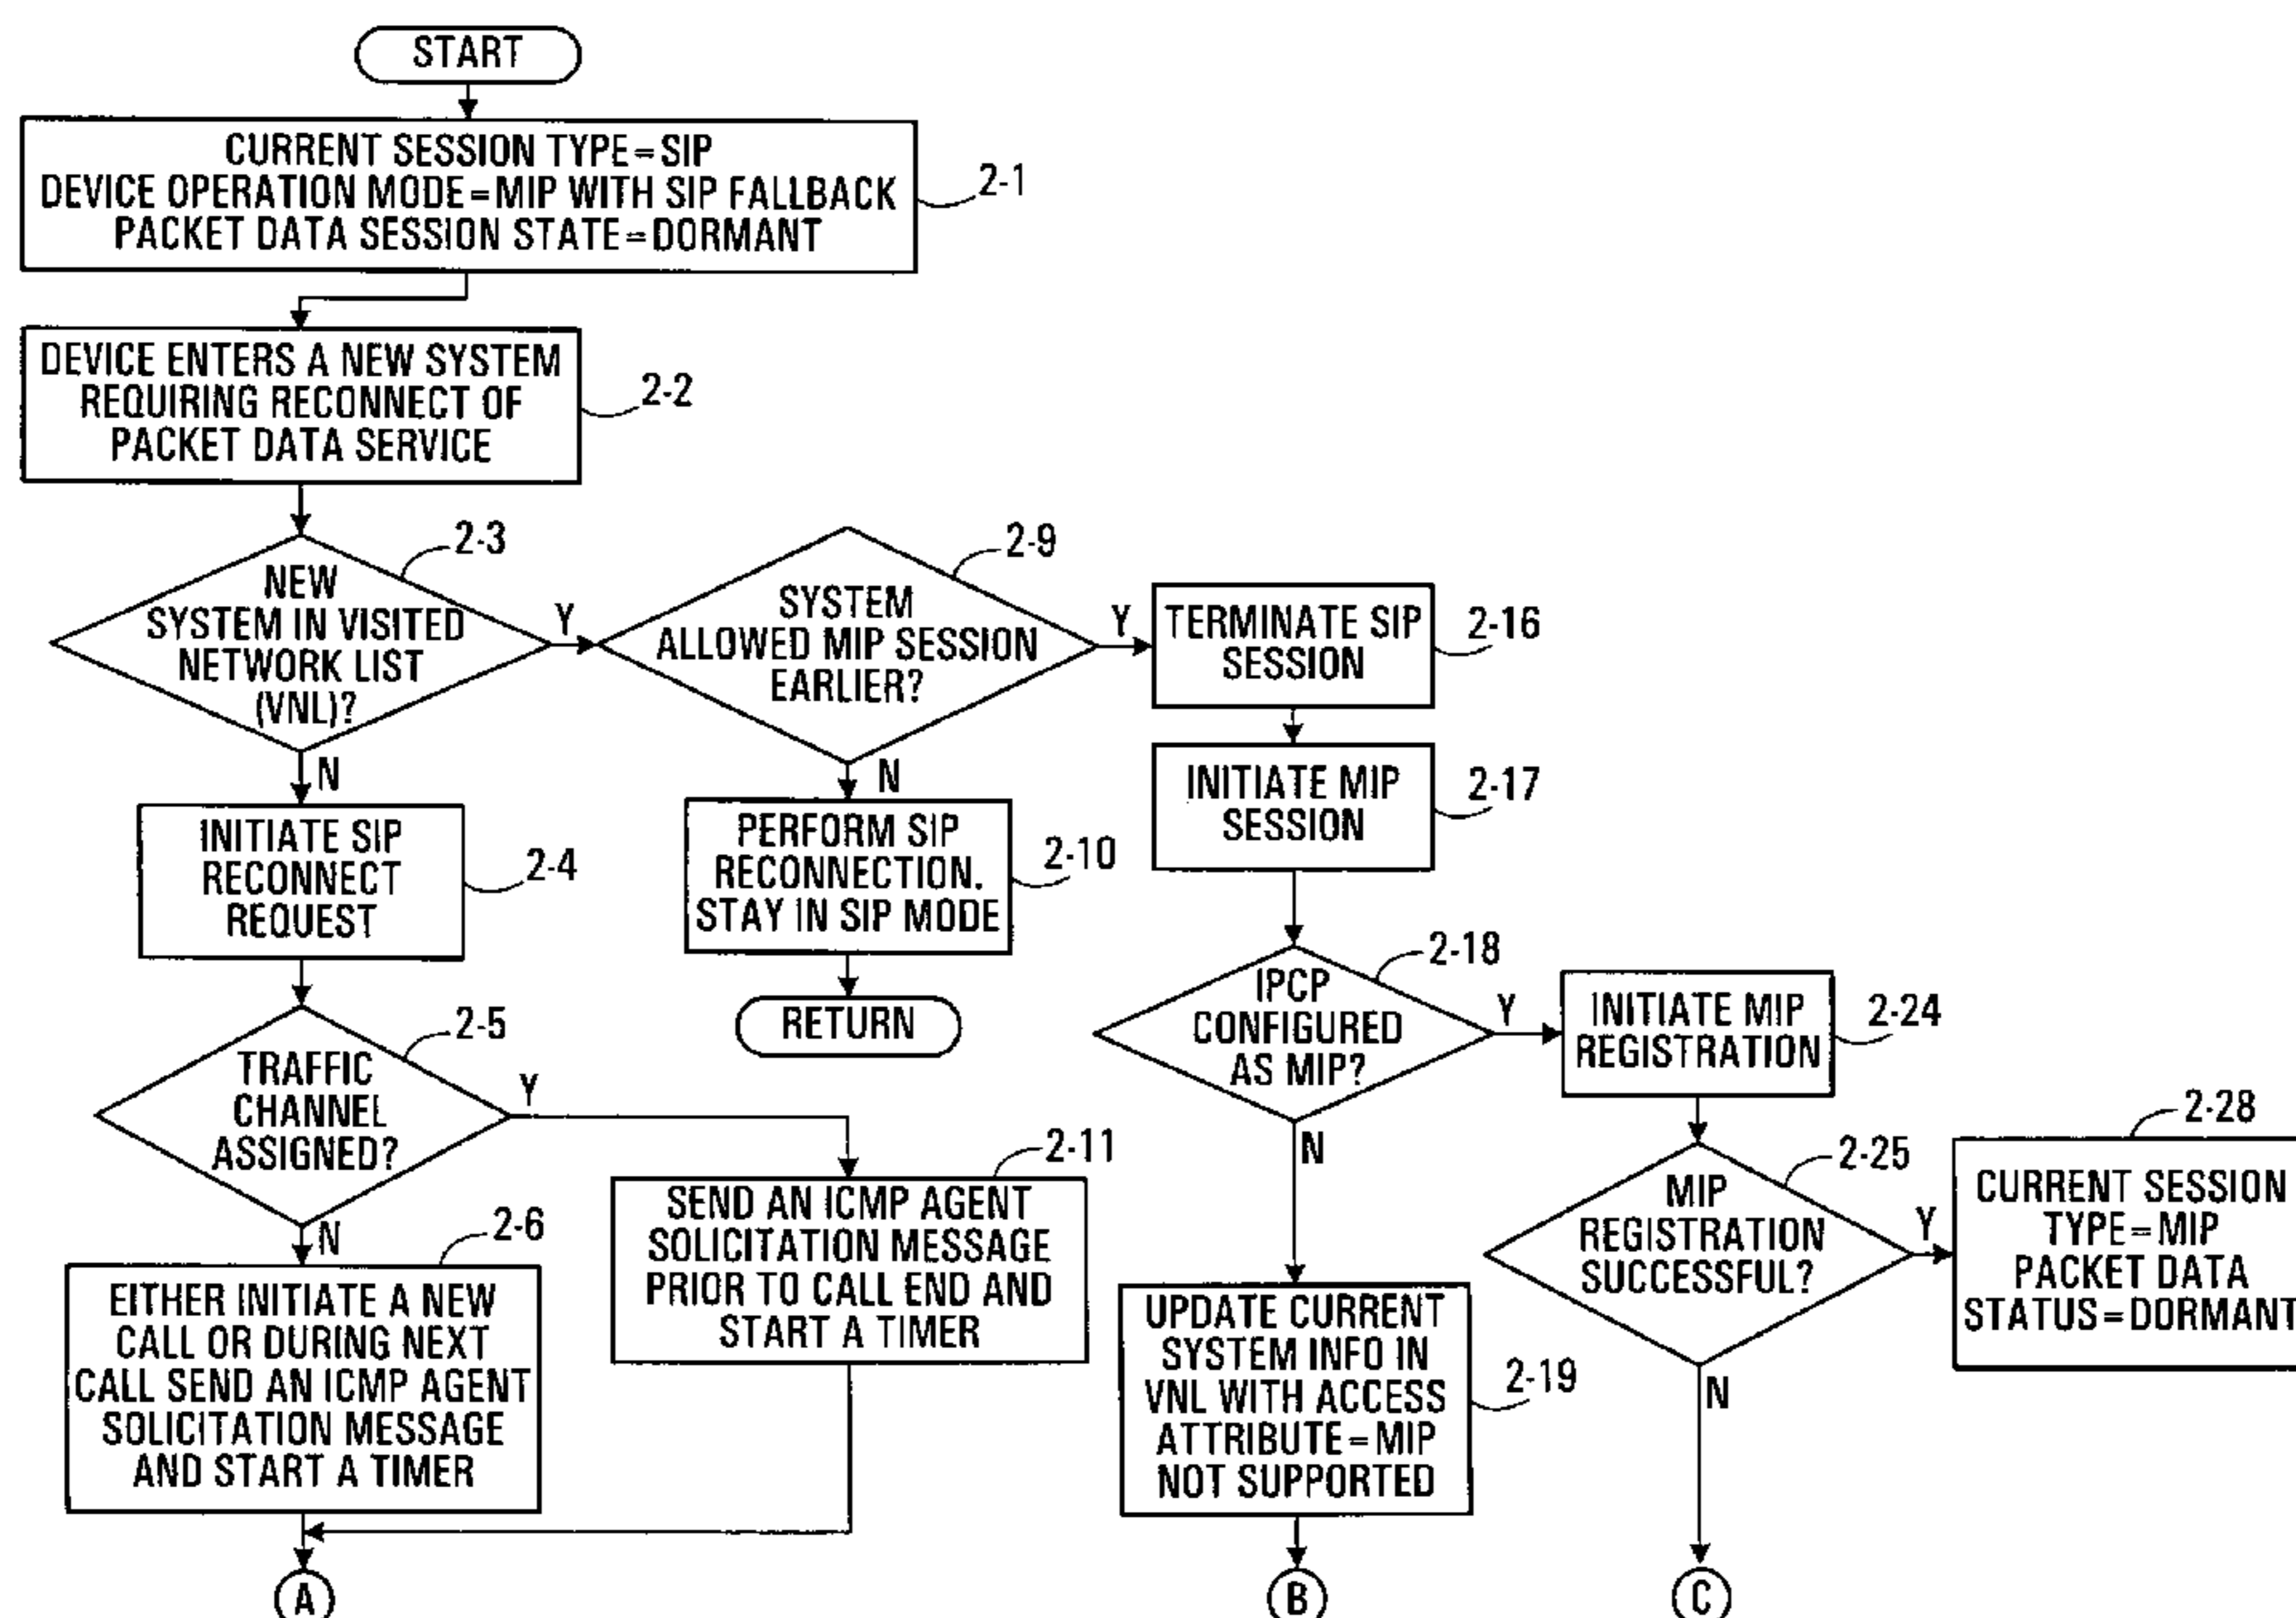 START
CURRENT SESSION TYPE=SIP
DEVICE OPERATION MODE=MIP WITH SIP FALLBACK
PACKET DATA SESSION STATE=DORMANT
2-1
DEVICE ENTERS A NEW SYSTEM
REQUIRING RECONNECT OF
PACKET DATA SERVICE
2-2
NEW
SYSTEM IN VISITED
NETWORK LIST
(VNL)?
2-3
Y
N
SYSTEM
ALLOWED MIP SESSION
EARLIER?
2-9
Y
N
TERMINATE SIP
SESSION
2-16
INITIATE MIP
SESSION
2-17
INITIATE SIP
RECONNECT
REQUEST
2-4
PERFORM SIP
RECONNECTION.
STAY IN SIP MODE
2-10
RETURN
TRAFFIC
CHANNEL
ASSIGNED?
2-5
Y
N
IPCP
CONFIGURED
AS MIP?
2-18
Y
N
INITIATE MIP
REGISTRATION
2-24
MIP
REGISTRATION
SUCCESSFUL?
2-25
Y
N
CURRENT SESSION
TYPE=MIP
PACKET DATA
STATUS=DORMANT
2-28
EITHER INITIATE A NEW
CALL OR DURING NEXT
CALL SEND AN ICMP AGENT
SOLICITATION MESSAGE
AND START A TIMER
2-6
SEND AN ICMP AGENT
SOLICITATION MESSAGE
PRIOR TO CALL END AND
START A TIMER
2-11
UPDATE CURRENT
SYSTEM INFO IN
VNL WITH ACCESS
ATTRIBUTE=MIP
NOT SUPPORTED
2-19
A
B
C